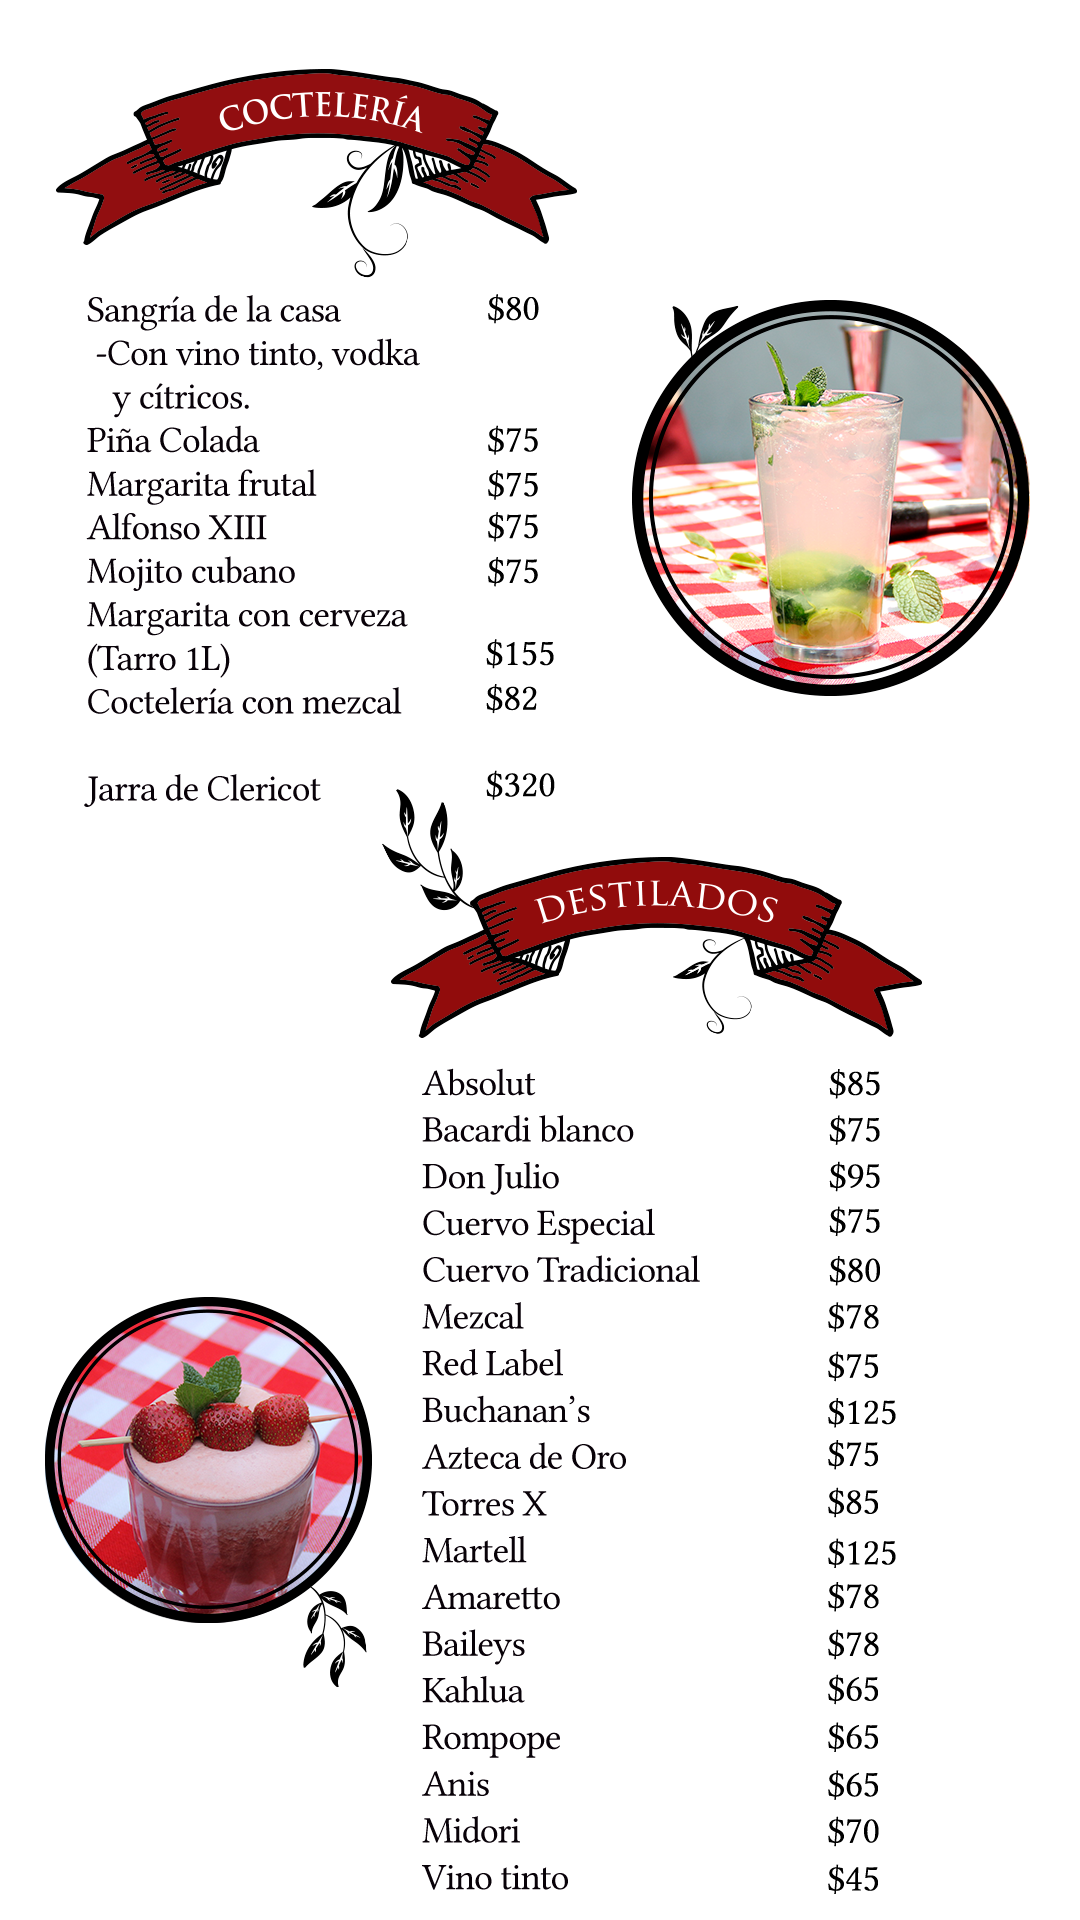 COCTELERÍA
Sangría de la casa $80
-Con vino tinto, vodka
y cítricos.
Piña Colada $75
Margarita frutal $75
Alfonso XIII $75
Mojito cubano $75
Margarita con cerveza
(Tarro 1L) $155
Coctelería con mezcal $82
Jarra de Clericot $320
DESTILADOS
Absolut $85
Bacardi blanco $75
Don Julio $95
Cuervo Especial $75
Cuervo Tradicional $80
Mezcal $78
Red Label $75
Buchanan's $125
Azteca de Oro $75
Torres X $85
Martell $125
Amaretto $78
Baileys $78
Kahlua $65
Rompope $65
Anis $65
Midori $70
Vino tinto $45